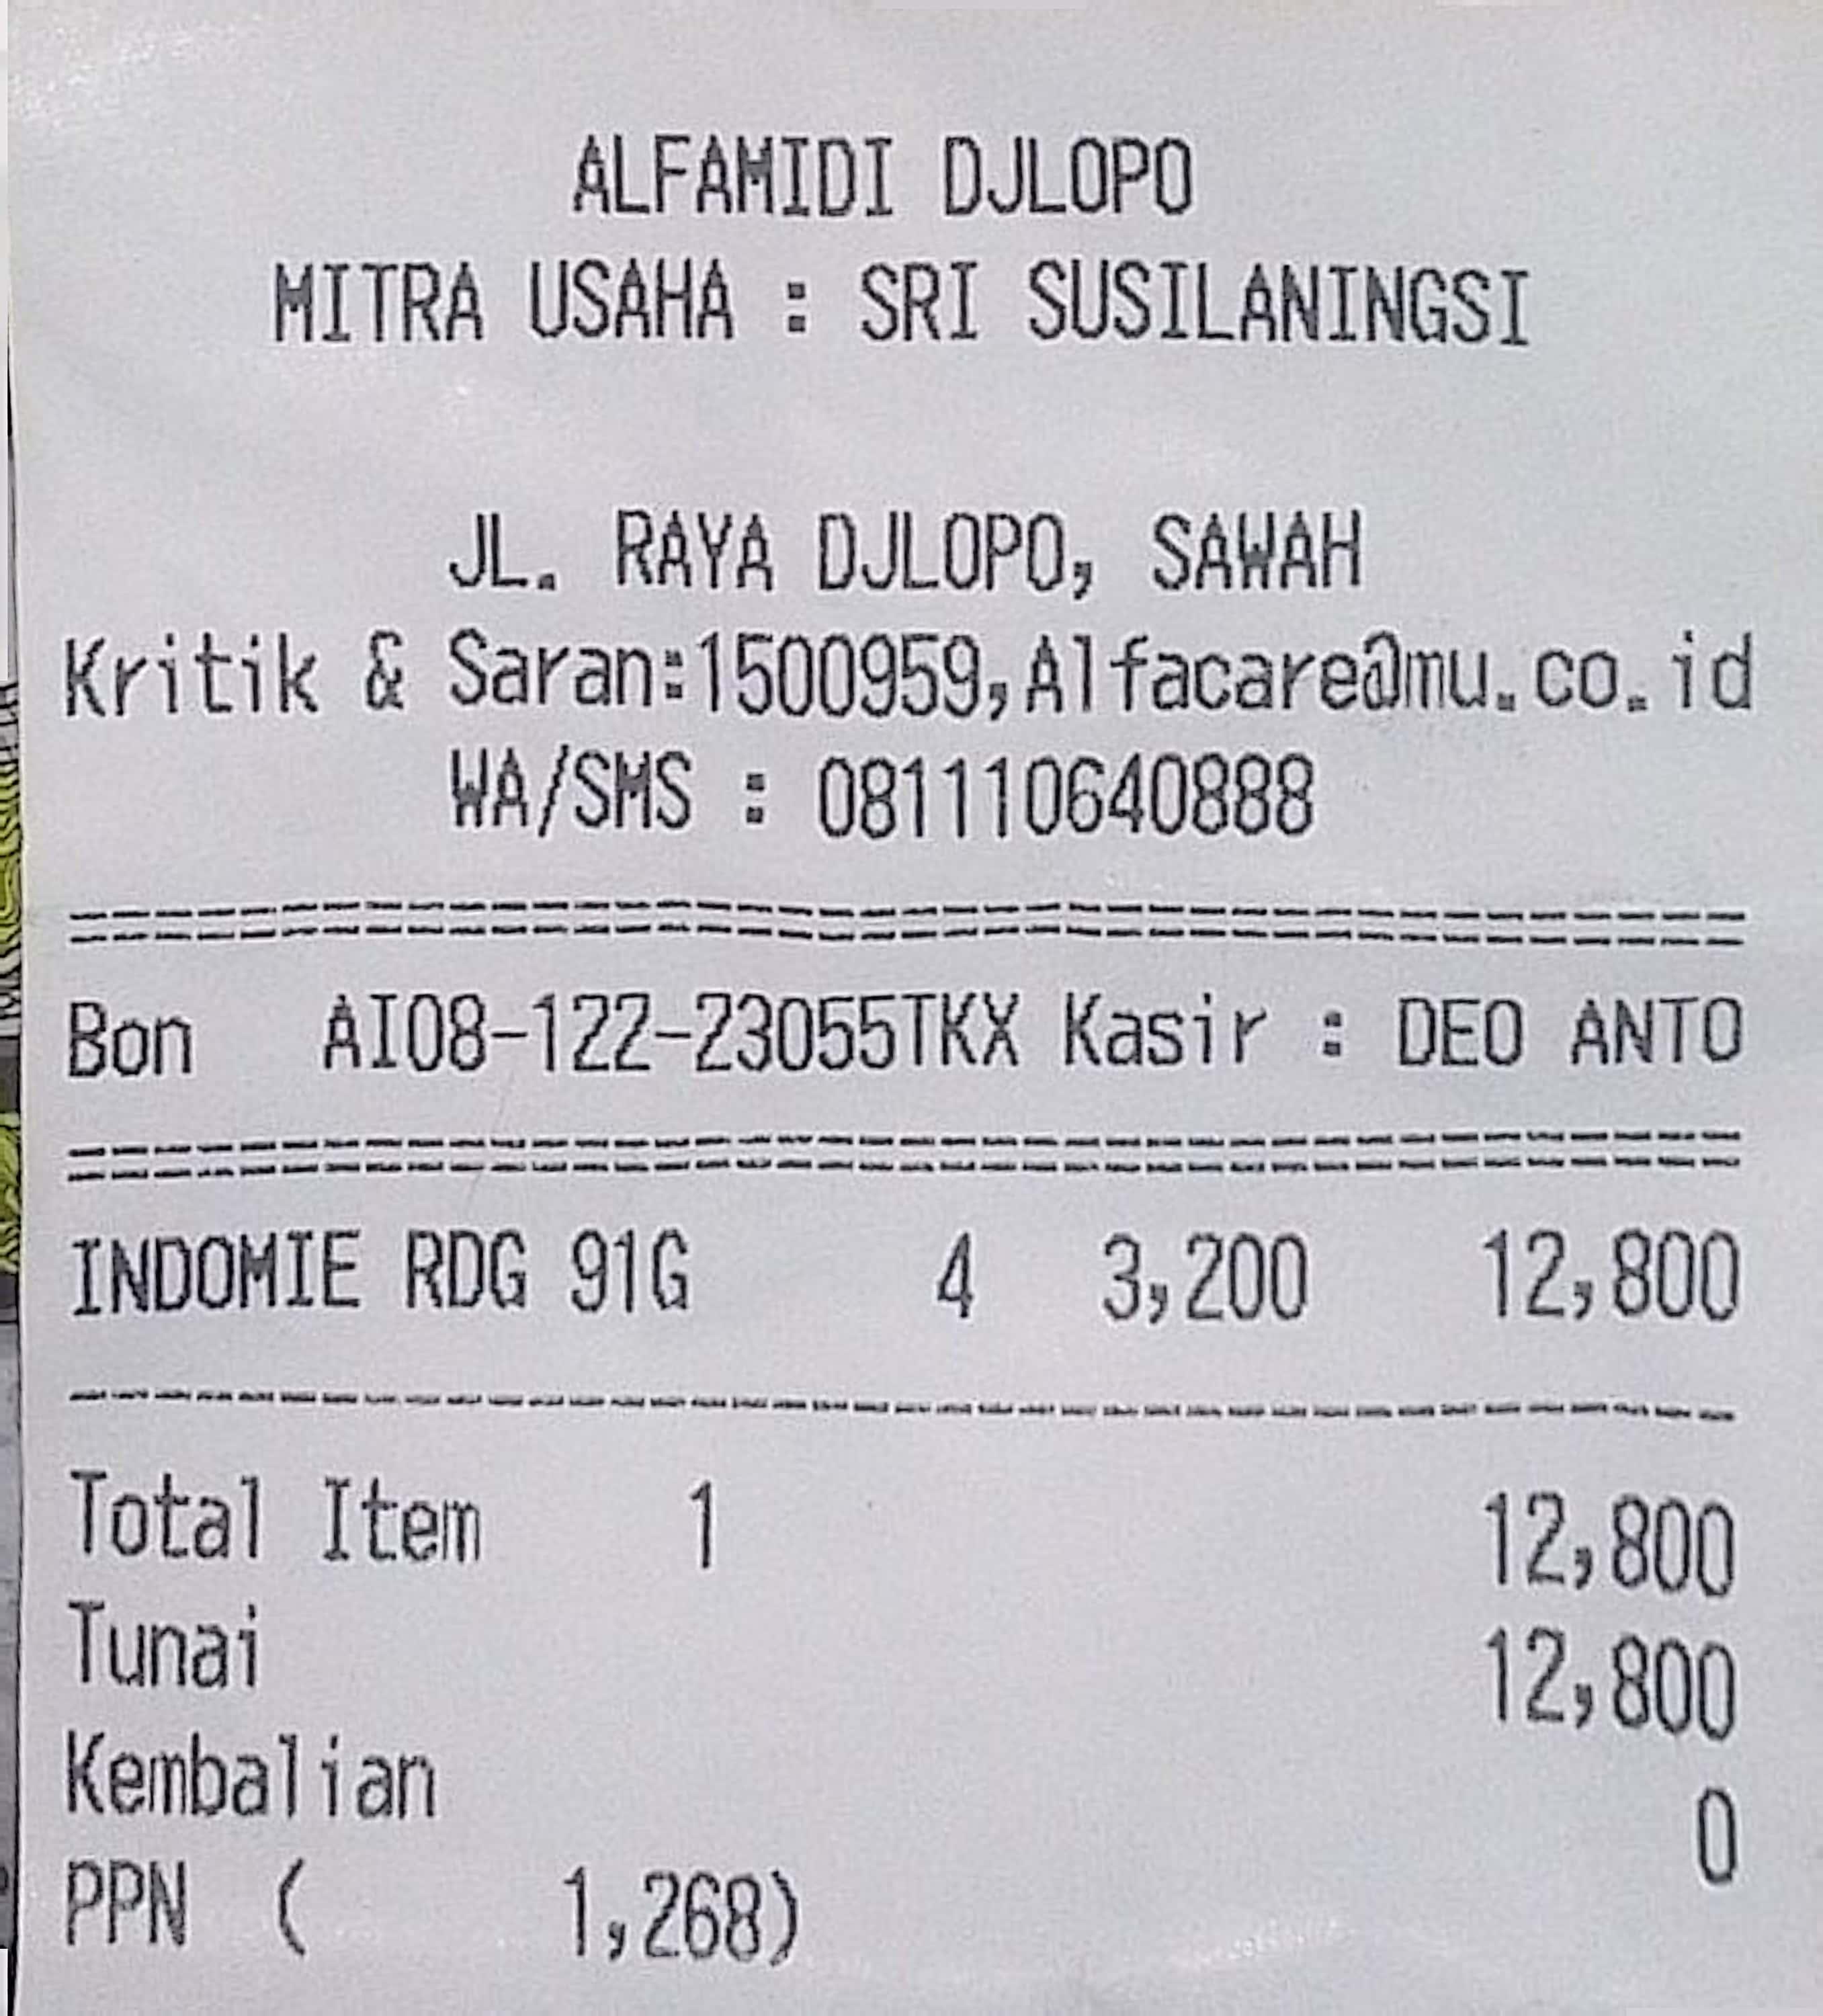 ALFAMIDI DJLOPO
MITRA USAHA : SRI SUSILANINGSI
JL. RAYA DJLOPO, SAWAH
Kritik & Saran:1500959,Alfacare@mu.co.id
WA/SMS : 081110640888
Bon AI08-122-23055TKX Kasir : DEO ANTO
INDOMIE RDG 91G 4 3,200 12,800
Total Item 1 12,800
Tunai 12,800
Kembalian 0
PPN ( 1,268)